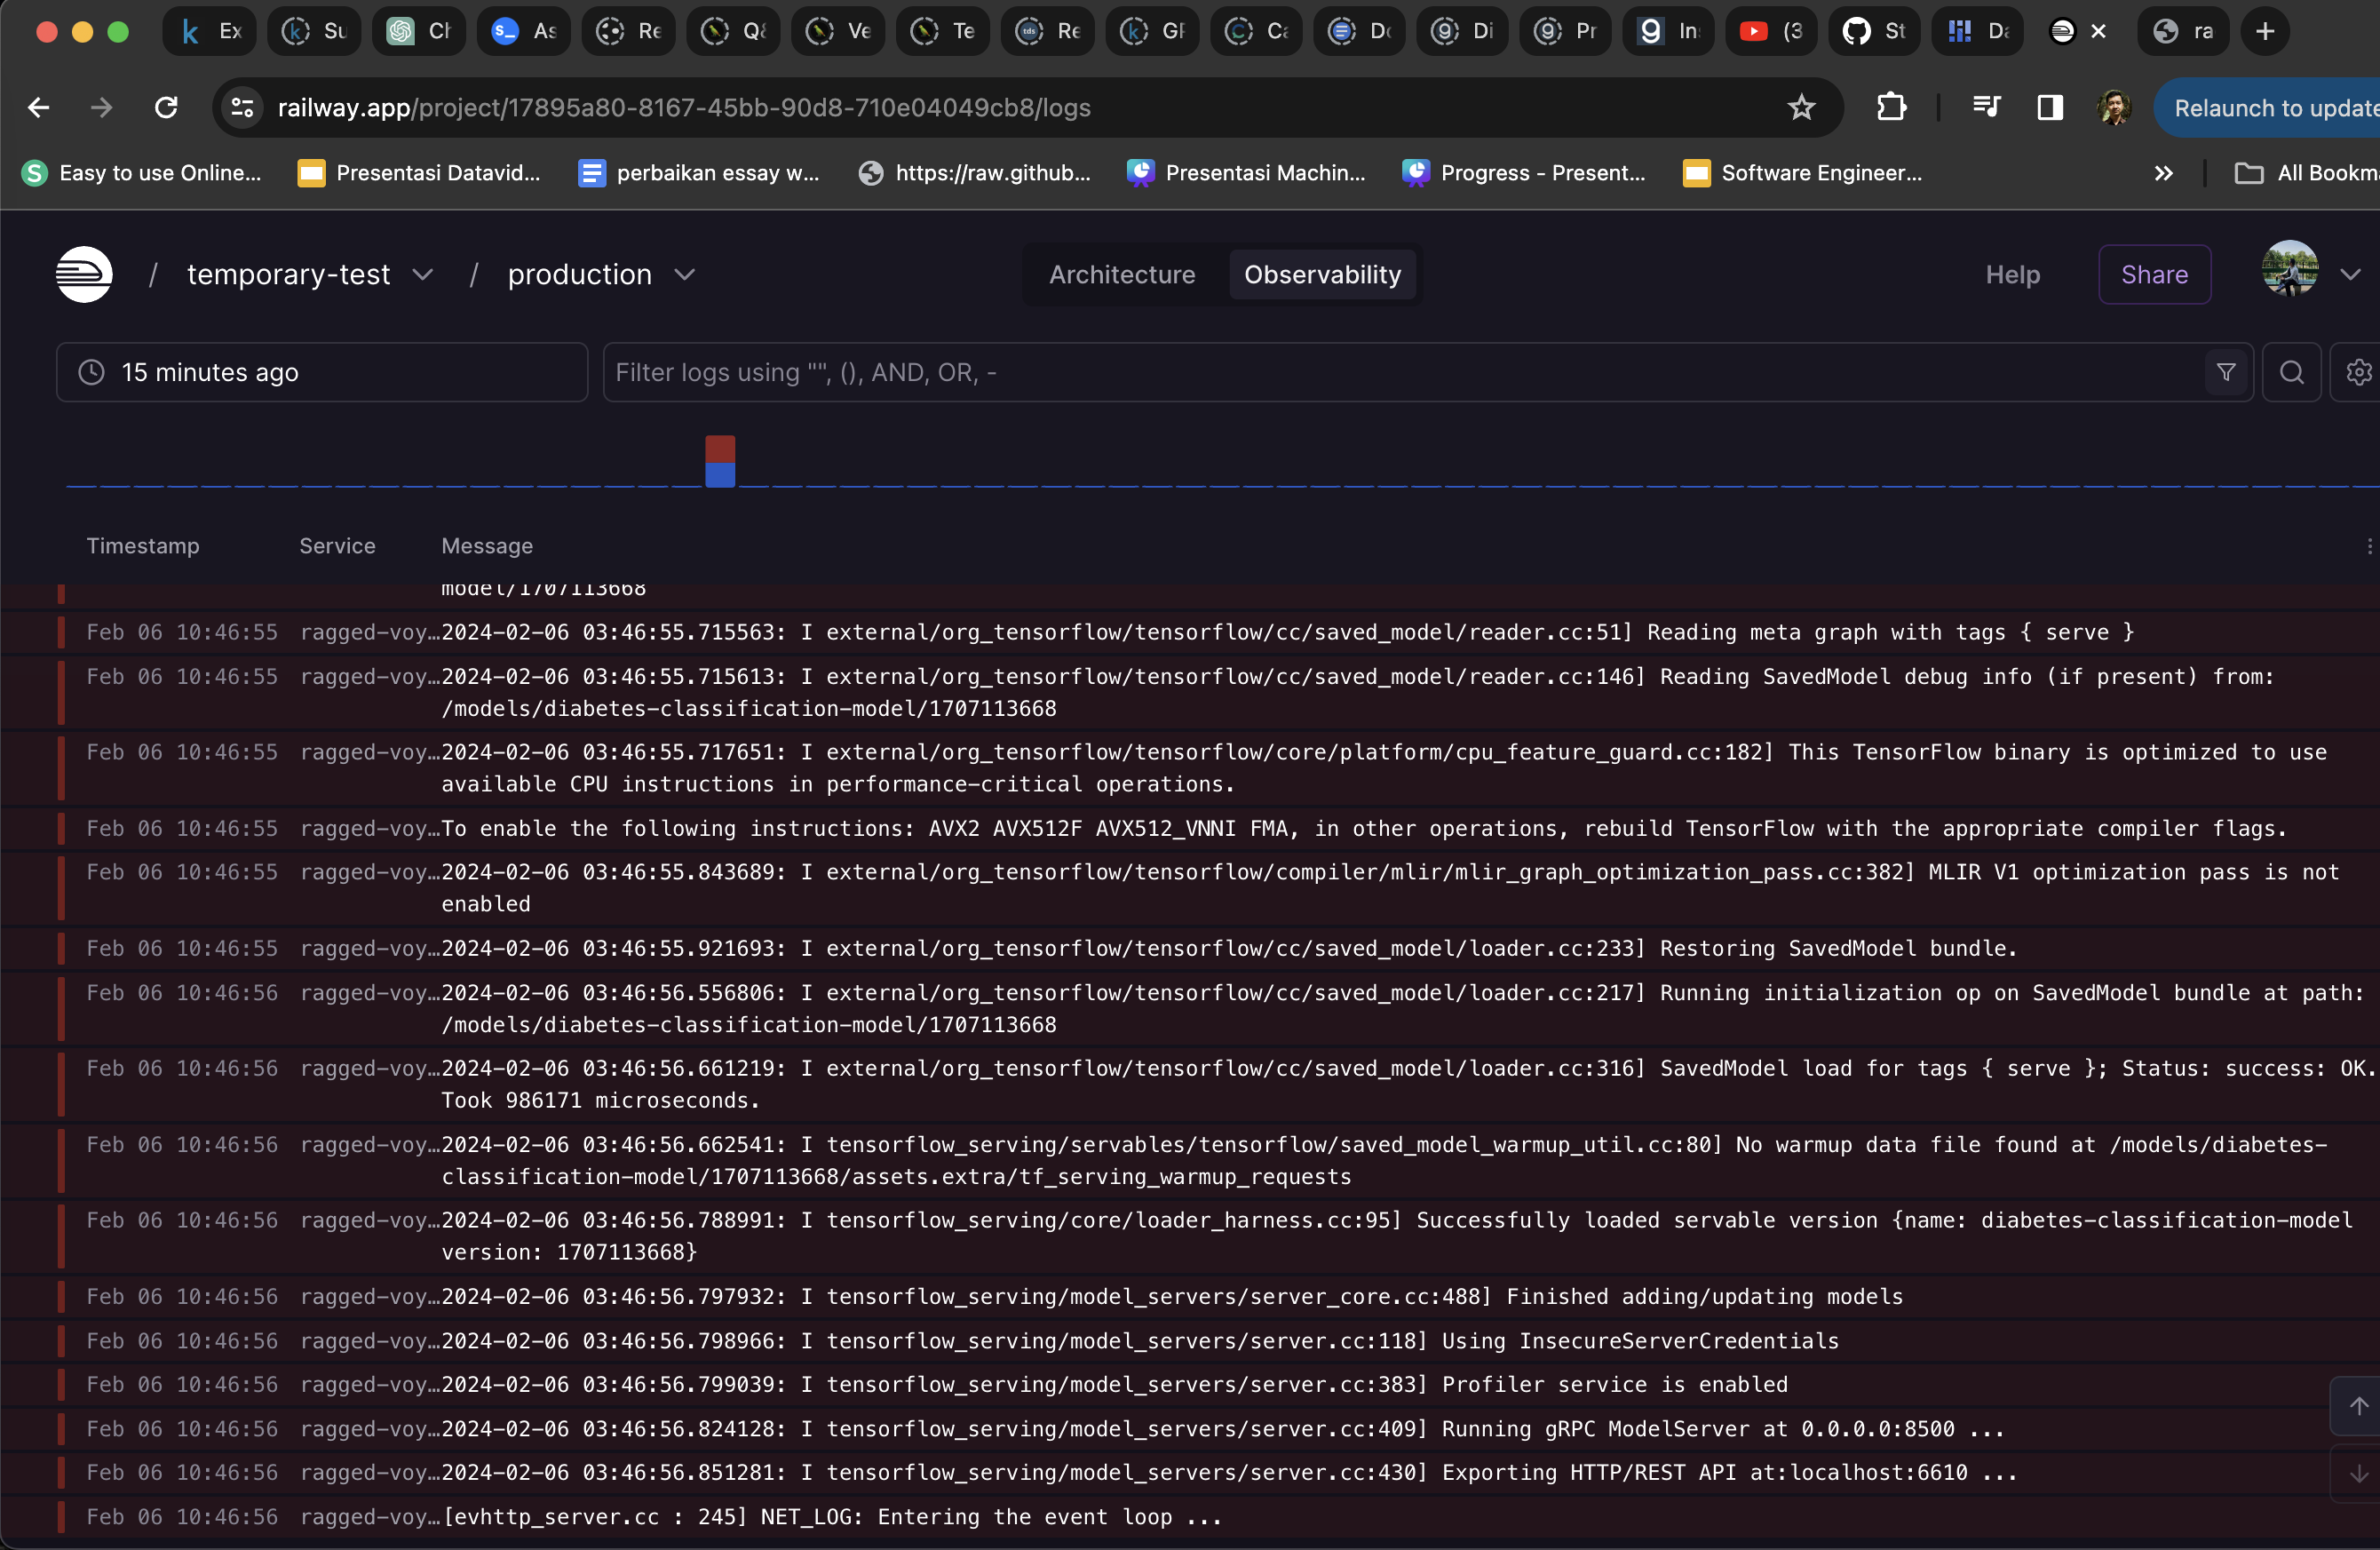 Ex
Su
Ch
As
Re
Q&
Ve
Te
Re
Ca
Do
Di
Pr
In
(3
St
Da
ra
railway.app/project/17895a80-8167-45bb-90d8-710e04049cb8/logs
Relaunch to update
Easy to use Online...
Presentasi Datavid...
perbaikan essay w...
https://raw.github...
Presentasi Machin...
Progress - Present...
Software Engineer...
All Bookma
/ temporary-test / production
Architecture
Observability
Help
Share
15 minutes ago
Filter logs using "", (), AND, OR, -
Timestamp Service Message
model/1707113668
Feb 06 10:46:55 ragged-voy…2024-02-06 03:46:55.715563: I external/org_tensorflow/tensorflow/cc/saved_model/reader.cc:51] Reading meta graph with tags { serve }
Feb 06 10:46:55 ragged-voy…2024-02-06 03:46:55.715613: I external/org_tensorflow/tensorflow/cc/saved_model/reader.cc:146] Reading SavedModel debug info (if present) from:
/models/diabetes-classification-model/1707113668
Feb 06 10:46:55 ragged-voy…2024-02-06 03:46:55.717651: I external/org_tensorflow/tensorflow/core/platform/cpu_feature_guard.cc:182] This TensorFlow binary is optimized to use
available CPU instructions in performance-critical operations.
Feb 06 10:46:55 ragged-voy…To enable the following instructions: AVX2 AVX512F AVX512_VNNI FMA, in other operations, rebuild TensorFlow with the appropriate compiler flags.
Feb 06 10:46:55 ragged-voy…2024-02-06 03:46:55.843689: I external/org_tensorflow/tensorflow/compiler/mlir/mlir_graph_optimization_pass.cc:382] MLIR V1 optimization pass is not
enabled
Feb 06 10:46:55 ragged-voy…2024-02-06 03:46:55.921693: I external/org_tensorflow/tensorflow/cc/saved_model/loader.cc:233] Restoring SavedModel bundle.
Feb 06 10:46:56 ragged-voy…2024-02-06 03:46:56.556806: I external/org_tensorflow/tensorflow/cc/saved_model/loader.cc:217] Running initialization op on SavedModel bundle at path:
/models/diabetes-classification-model/1707113668
Feb 06 10:46:56 ragged-voy…2024-02-06 03:46:56.661219: I external/org_tensorflow/tensorflow/cc/saved_model/loader.cc:316] SavedModel load for tags { serve }; Status: success: OK.
Took 986171 microseconds.
Feb 06 10:46:56 ragged-voy…2024-02-06 03:46:56.662541: I tensorflow_serving/servables/tensorflow/saved_model_warmup_util.cc:80] No warmup data file found at /models/diabetes-
classification-model/1707113668/assets.extra/tf_serving_warmup_requests
Feb 06 10:46:56 ragged-voy…2024-02-06 03:46:56.788991: I tensorflow_serving/core/loader_harness.cc:95] Successfully loaded servable version {name: diabetes-classification-model
version: 1707113668}
Feb 06 10:46:56 ragged-voy…2024-02-06 03:46:56.797932: I tensorflow_serving/model_servers/server_core.cc:488] Finished adding/updating models
Feb 06 10:46:56 ragged-voy…2024-02-06 03:46:56.798966: I tensorflow_serving/model_servers/server.cc:118] Using InsecureServerCredentials
Feb 06 10:46:56 ragged-voy…2024-02-06 03:46:56.799039: I tensorflow_serving/model_servers/server.cc:383] Profiler service is enabled
Feb 06 10:46:56 ragged-voy…2024-02-06 03:46:56.824128: I tensorflow_serving/model_servers/server.cc:409] Running gRPC ModelServer at 0.0.0.0:8500 ...
Feb 06 10:46:56 ragged-voy…2024-02-06 03:46:56.851281: I tensorflow_serving/model_servers/server.cc:430] Exporting HTTP/REST API at:localhost:6610 ...
Feb 06 10:46:56 ragged-voy…[evhttp_server.cc : 245] NET_LOG: Entering the event loop ...